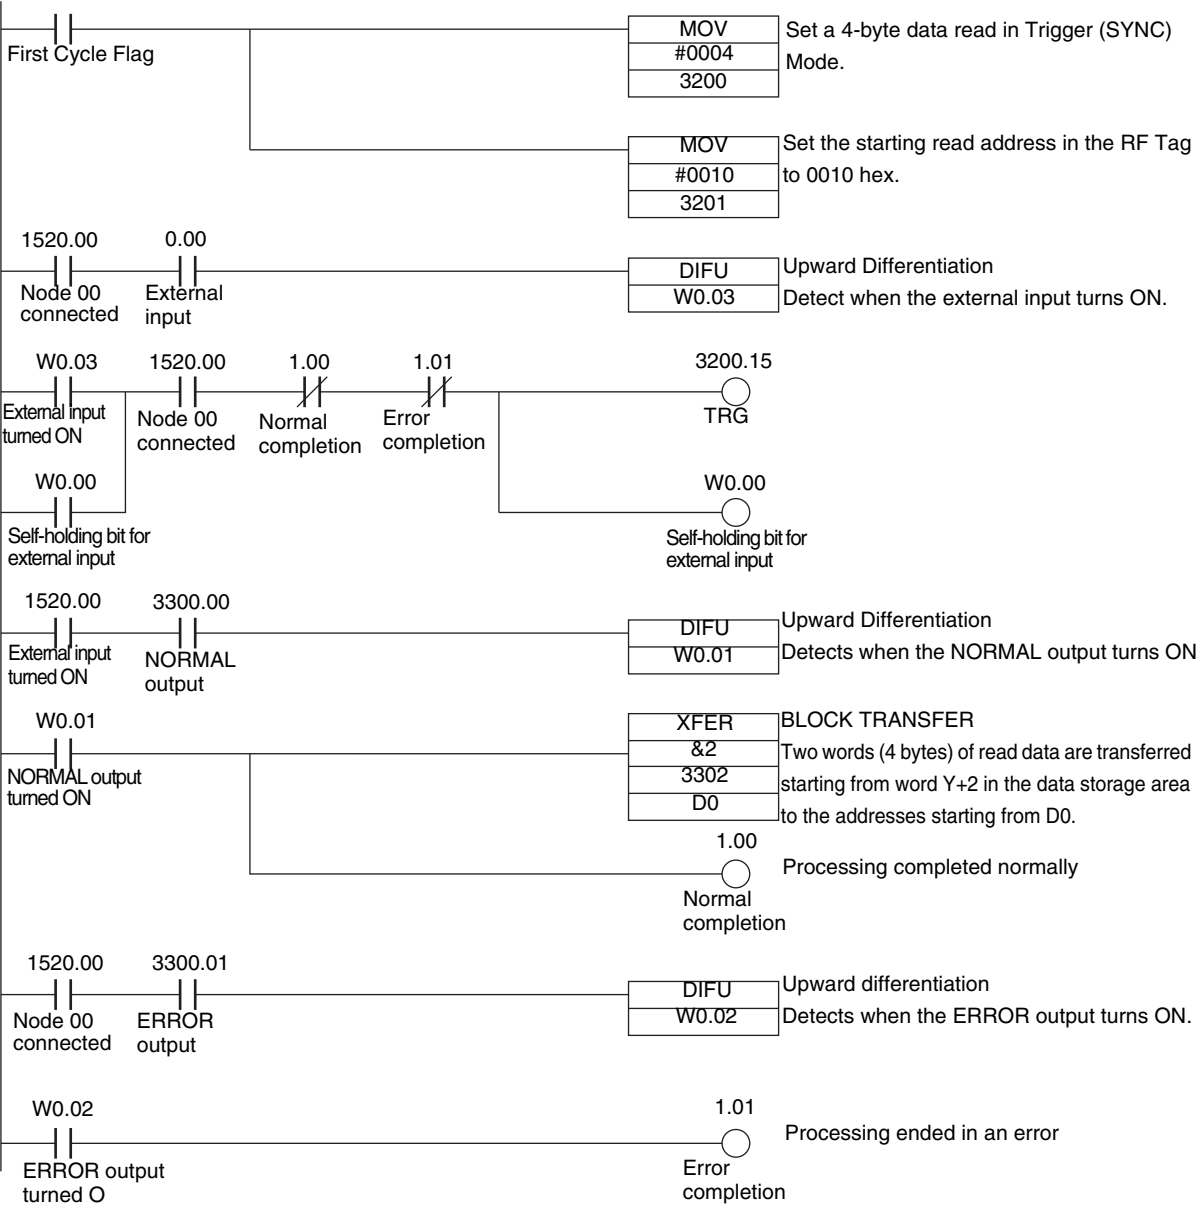 MOV
Set a 4-byte data read in Trigger (SYNC)
First Cycle Flag
#0004
Mode.
3200
MOV
Set the starting read address in the RF Tag
#0010
to 0010 hex.
3201
1520.00
0.00
DIFU
Upward Differentiation
Node 00
connected
External
input
W0.03
Detect when the external input turns ON.
W0.03
1520.00
1.00
1.01
3200.15
External input
turned ON
Node 00
connected
Normal
completion
Error
completion
TRG
W0.00
W0.00
Self-holding bit for
external input
Self-holding bit for
external input
1520.00
3300.00
DIFU
Upward Differentiation
External input
turned ON
NORMAL
output
W0.01
Detects when the NORMAL output turns ON
W0.01
XFER
BLOCK TRANSFER
NORMAL output
turned ON
&2
Two words (4 bytes) of read data are transferred
3302
starting from word Y+2 in the data storage area
D0
to the addresses starting from D0.
1.00
Processing completed normally
Normal
completion
1520.00
3300.01
DIFU
Upward differentiation
Node 00
connected
ERROR
output
W0.02
Detects when the ERROR output turns ON.
W0.02
1.01
Processing ended in an error
ERROR output
turned O
Error
completion